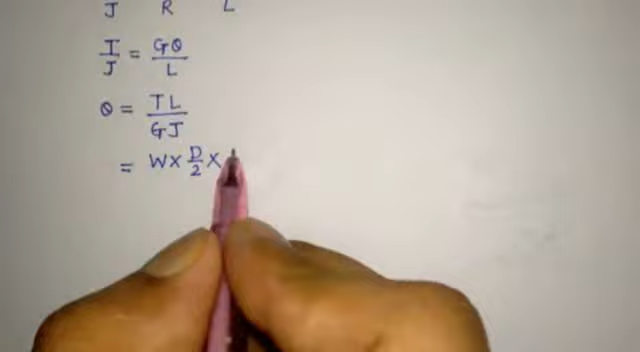 J R L
T/J = Gθ/L
θ = TL/GJ
= W × D/2 ×